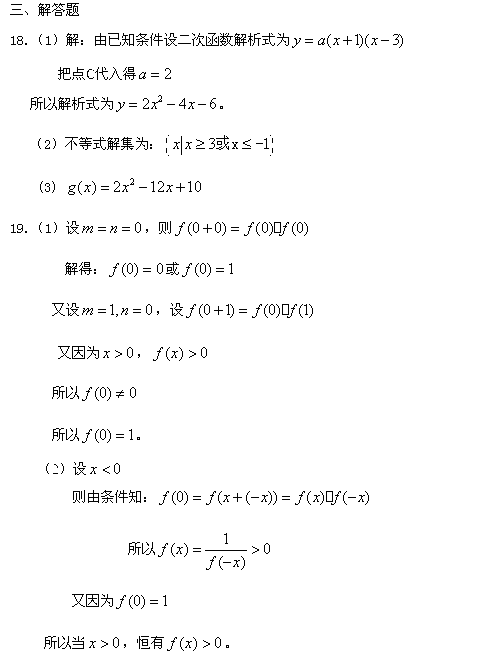 三、解答题
18.（1）解：由已知条件设二次函数解析式为y=a(x+1)(x-3)
把点C代入得a=2
所以解析式为y=2x²-4x-6。
（2）不等式解集为：{x|x≥3或x≤-1}
(3) g(x)=2x²-12x+10
19.（1）设m=n=0，则f(0+0)=f(0)□f(0)
解得：f(0)=0或f(0)=1
又设m=1,n=0，设f(0+1)=f(0)□f(1)
又因为x>0，f(x)>0
所以f(0)≠0
所以f(0)=1。
（2）设x<0
则由条件知：f(0)=f(x+(-x))=f(x)□f(-x)
所以f(x)=1/f(-x)>0
又因为f(0)=1
所以当x>0，恒有f(x)>0。